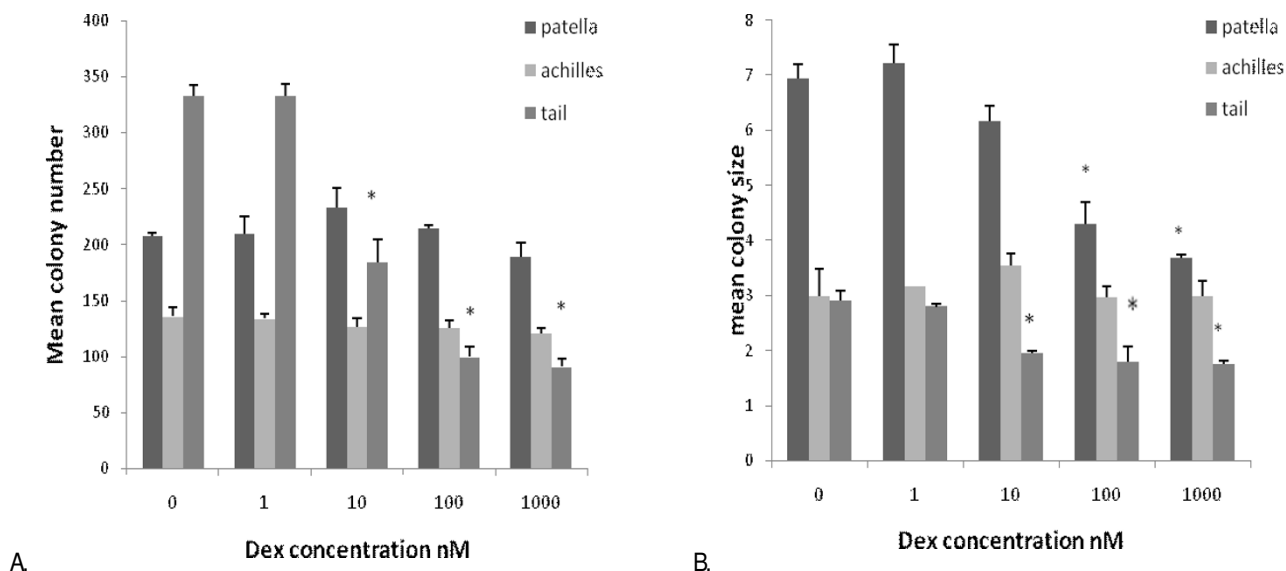 400
350
300
250
200
150
100
50
0
Mean colony number
patella
achilles
tail
*
*
*
0 1 10 100 1000
Dex concentration nM
A.
8
7
6
5
4
3
2
1
0
mean colony size
patella
achilles
tail
*
*
*
*
*
0 1 10 100 1000
Dex concentration nM
B.